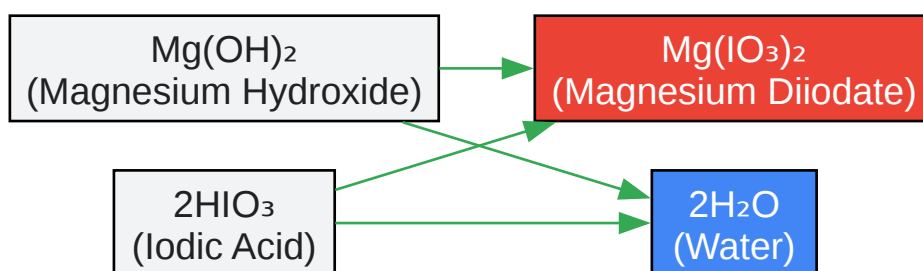 Mg(OH)₂
(Magnesium Hydroxide)
Mg(IO₃)₂
(Magnesium Diiodate)
2HIO₃
(Iodic Acid)
2H₂O
(Water)